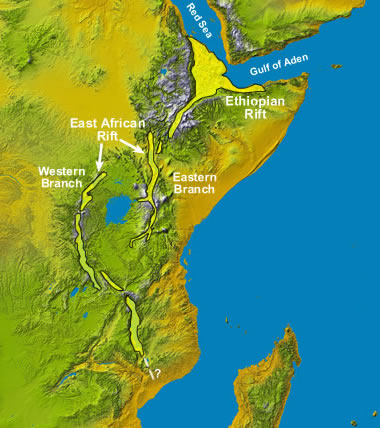 Red Sea
Gulf of Aden
Ethiopian
Rift
East African
Rift
Western
Branch
Eastern
Branch
?